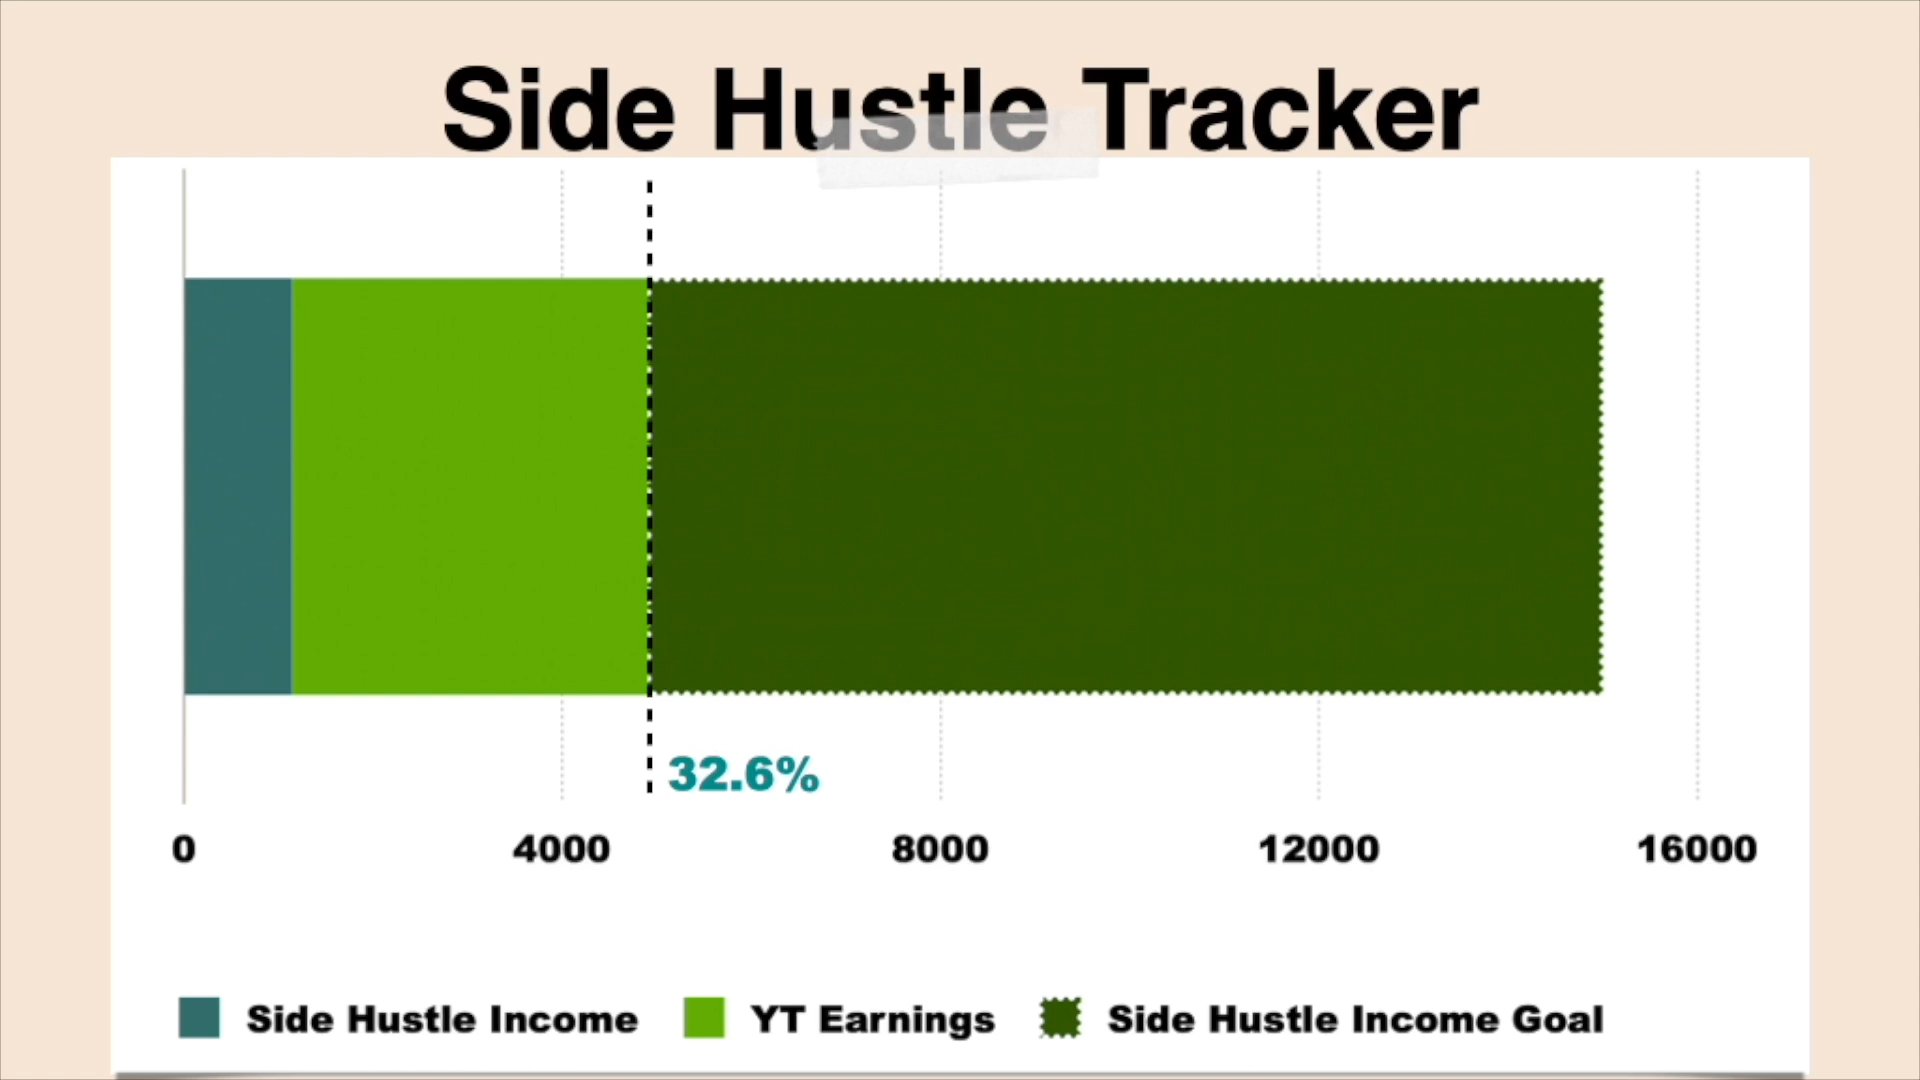 Side Hustle Tracker
32.6%
0 4000 8000 12000 16000
Side Hustle Income YT Earnings Side Hustle Income Goal